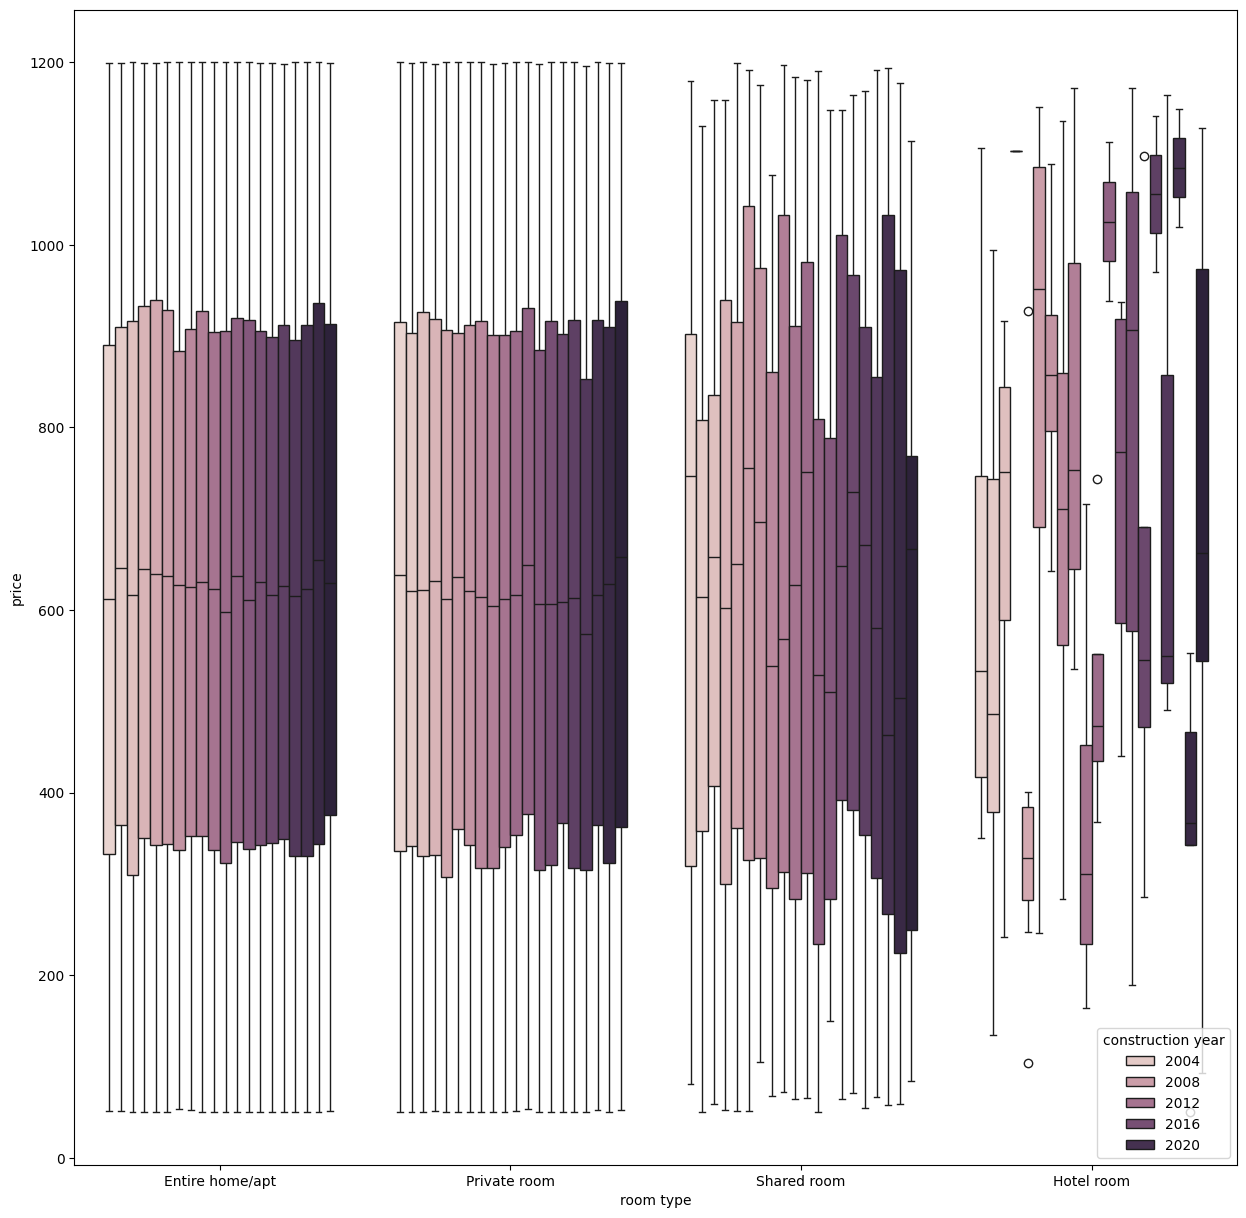 1200
1000
800
600
400
200
0
price
Entire home/apt
Private room
Shared room
Hotel room
room type
construction year
2004
2008
2012
2016
2020